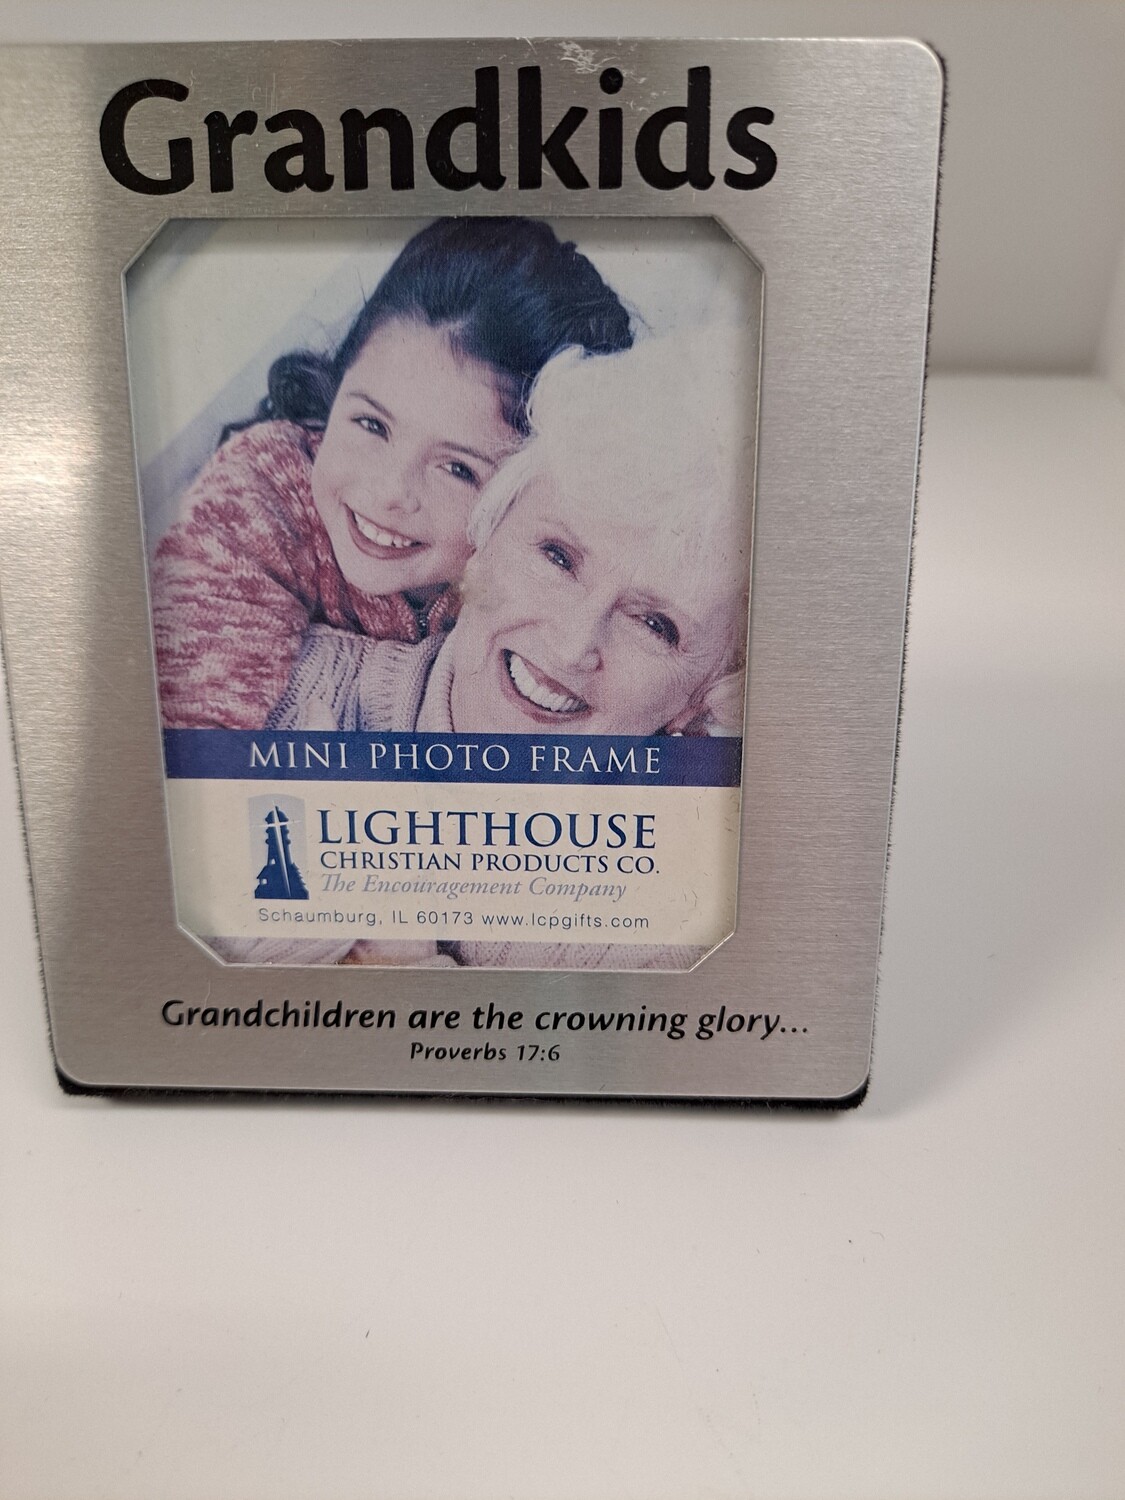 Grandkids
MINI PHOTO FRAME
LIGHTHOUSE
CHRISTIAN PRODUCTS CO.
The Encouragement Company
Schaumburg, IL 60173 www.lcpgifts.com
Grandchildren are the crowning glory...
Proverbs 17:6